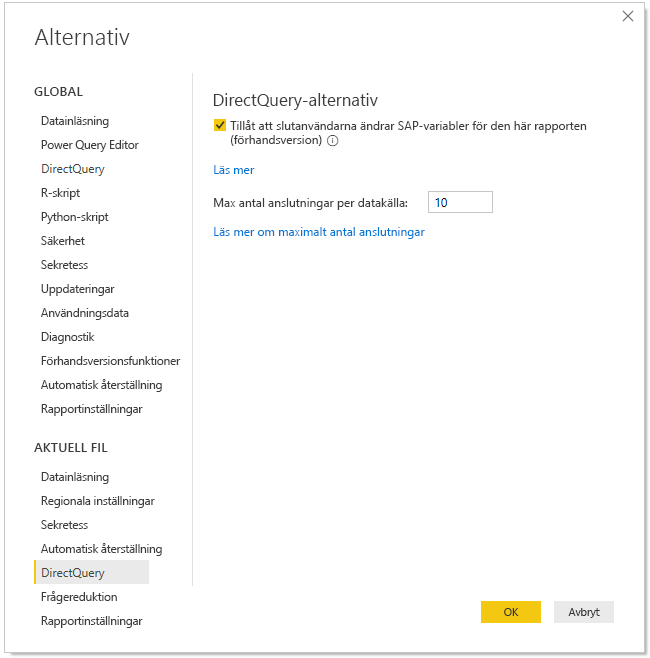 Alternativ
GLOBAL
Datainläsning
Power Query Editor
DirectQuery
R-skript
Python-skript
Säkerhet
Sekretess
Uppdateringar
Användningsdata
Diagnostik
Förhandsversionsfunktioner
Automatisk återställning
Rapportinställningar
AKTUELL FIL
Datainläsning
Regionala inställningar
Sekretess
Automatisk återställning
DirectQuery
Frågereduktion
Rapportinställningar
DirectQuery-alternativ
Tillåt att slutanvändarna ändrar SAP-variabler för den här rapporten
(förhandsversion)
Läs mer
Max antal anslutningar per datakälla: 10
Läs mer om maximalt antal anslutningar
OK Avbryt